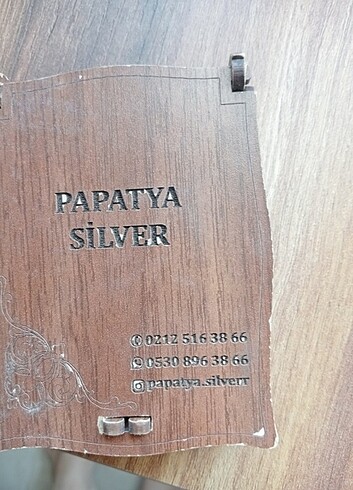 PAPATYA
SİLVER
0212 516 38 66
0530 896 38 66
papatya.silverr